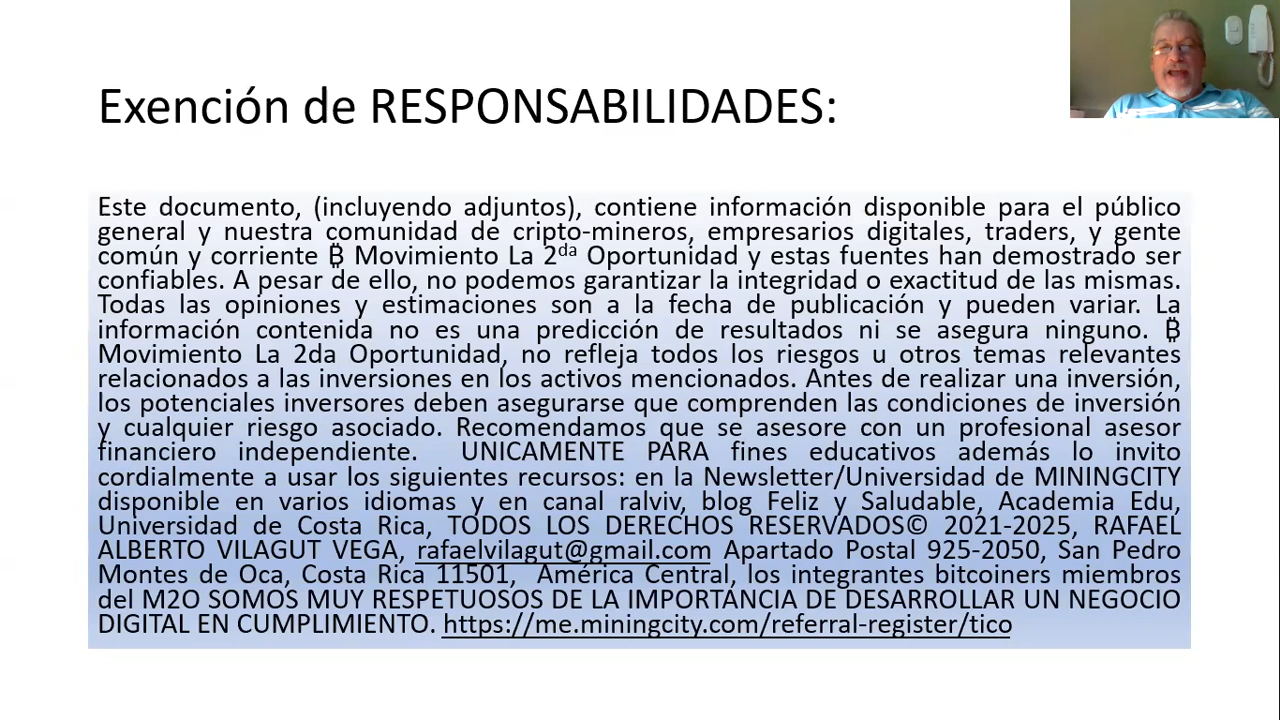 Exención de RESPONSABILIDADES:
Este documento, (incluyendo adjuntos), contiene información disponible para el público
general y nuestra comunidad de cripto-mineros, empresarios digitales, traders, y gente
común y corriente ₿ Movimiento La 2da Oportunidad y estas fuentes han demostrado ser
confiables. A pesar de ello, no podemos garantizar la integridad o exactitud de las mismas.
Todas las opiniones y estimaciones son a la fecha de publicación y pueden variar. La
información contenida no es una predicción de resultados ni se asegura ninguno. ₿
Movimiento La 2da Oportunidad, no refleja todos los riesgos u otros temas relevantes
relacionados a las inversiones en los activos mencionados. Antes de realizar una inversión,
los potenciales inversores deben asegurarse que comprenden las condiciones de inversión
y cualquier riesgo asociado. Recomendamos que se asesore con un profesional asesor
financiero independiente. UNICAMENTE PARA fines educativos además lo invito
cordialmente a usar los siguientes recursos: en la Newsletter/Universidad de MININGCITY
disponible en varios idiomas y en canal ralviv, blog Feliz y Saludable, Academia Edu,
Universidad de Costa Rica, TODOS LOS DERECHOS RESERVADOS© 2021-2025, RAFAEL
ALBERTO VILAGUT VEGA, rafaelvilagut@gmail.com Apartado Postal 925-2050, San Pedro
Montes de Oca, Costa Rica 11501, América Central, los integrantes bitcoiners miembros
del M2O SOMOS MUY RESPETUOSOS DE LA IMPORTANCIA DE DESARROLLAR UN NEGOCIO
DIGITAL EN CUMPLIMIENTO. https://me.miningcity.com/referral-register/tico